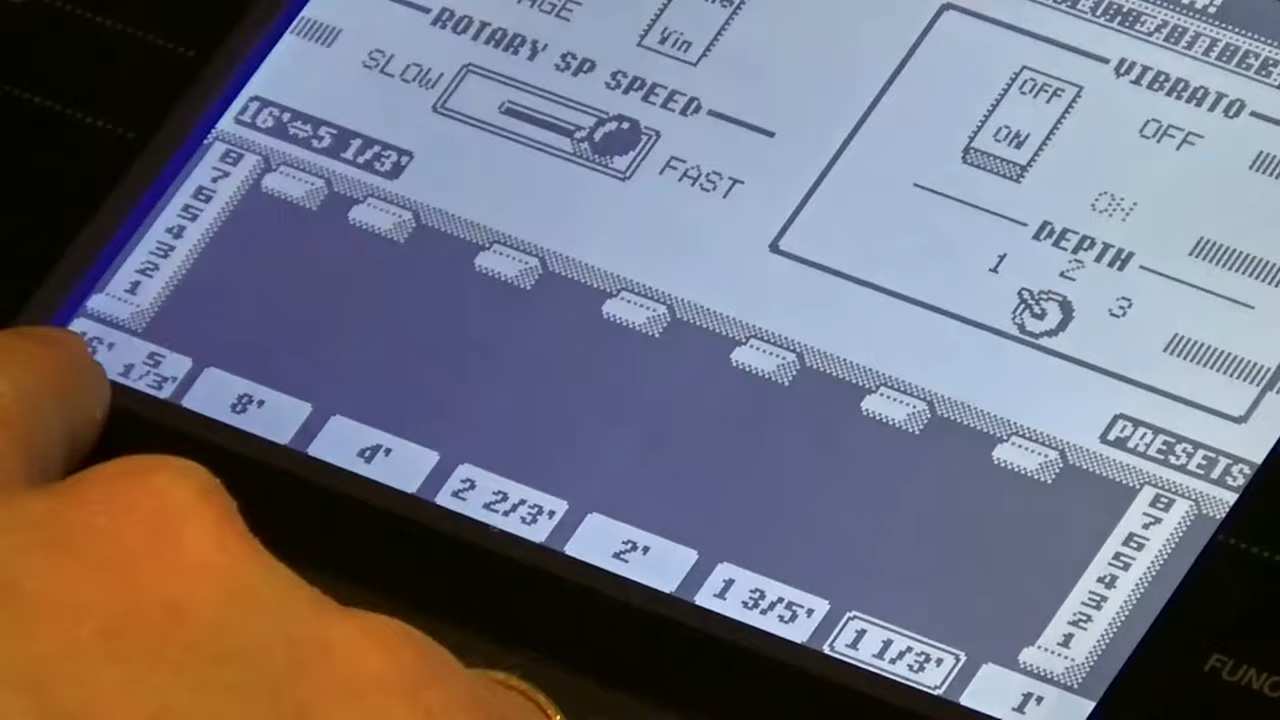 Vin
ROTARY SP SPEED
SLOW
FAST
VIBRATO
OFF
ON
OFF
ON
DEPTH
1 2 3
16'⇔5 1/3'
PRESETS
8
7
6
5
4
3
2
1
8
7
6
5
4
3
2
1
16' 5 1/3'
8'
4'
2 2/3'
2'
1 3/5'
1 1/3'
1'